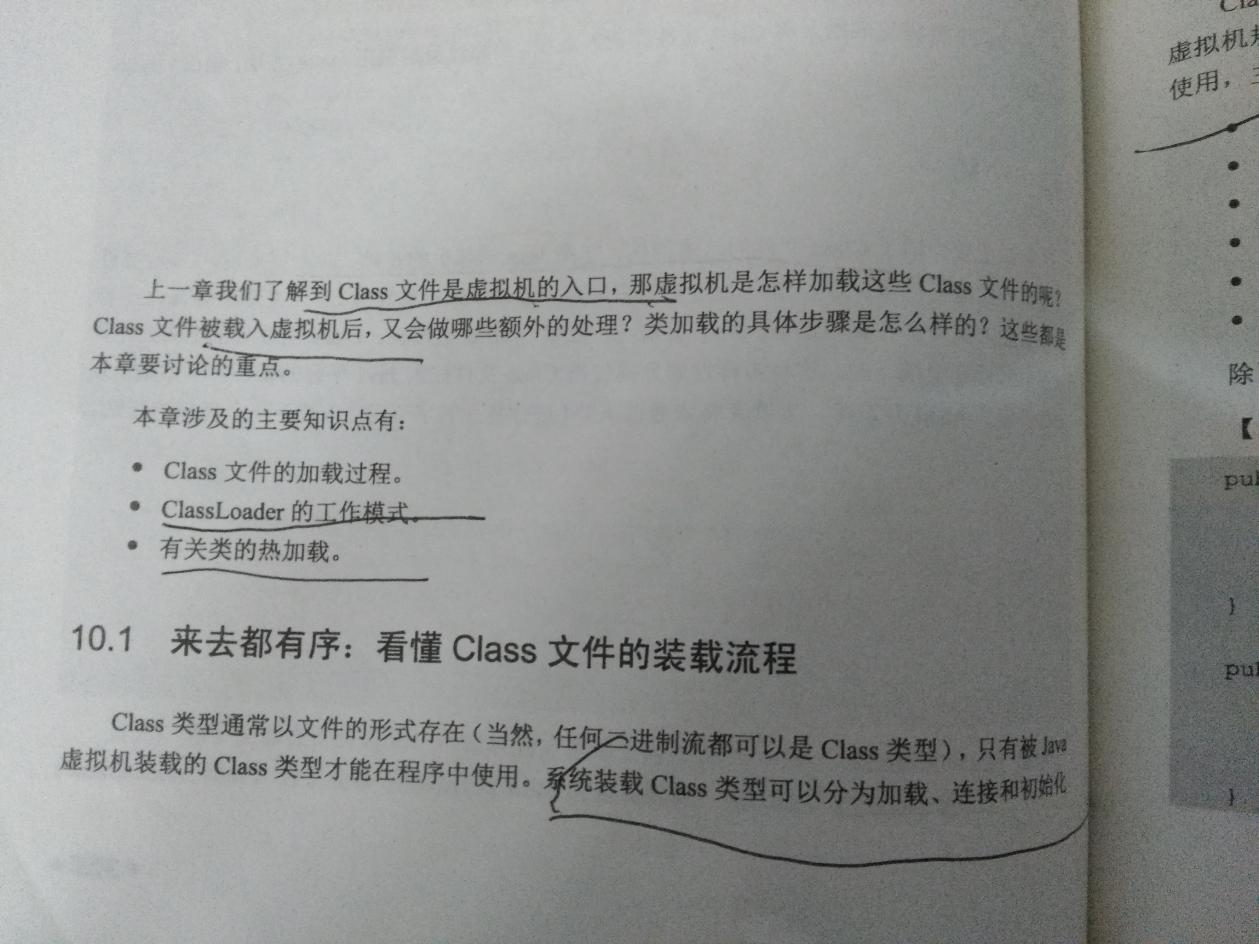 上一章我们了解到 Class 文件是虚拟机的入口，那虚拟机是怎样加载这些 Class 文件的呢？
Class 文件被载入虚拟机后，又会做哪些额外的处理？类加载的具体步骤是怎么样的？这些都是
本章要讨论的重点。
本章涉及的主要知识点有：
• Class 文件的加载过程。
• ClassLoader 的工作模式。
• 有关类的热加载。
10.1 来去都有序：看懂 Class 文件的装载流程
Class 类型通常以文件的形式存在（当然，任何二进制流都可以是 Class 类型），只有被 Java
虚拟机装载的 Class 类型才能在程序中使用。系统装载 Class 类型可以分为加载、连接和初始化
虚拟机
使用，
•
•
•
•
•
•
除
【
}
}